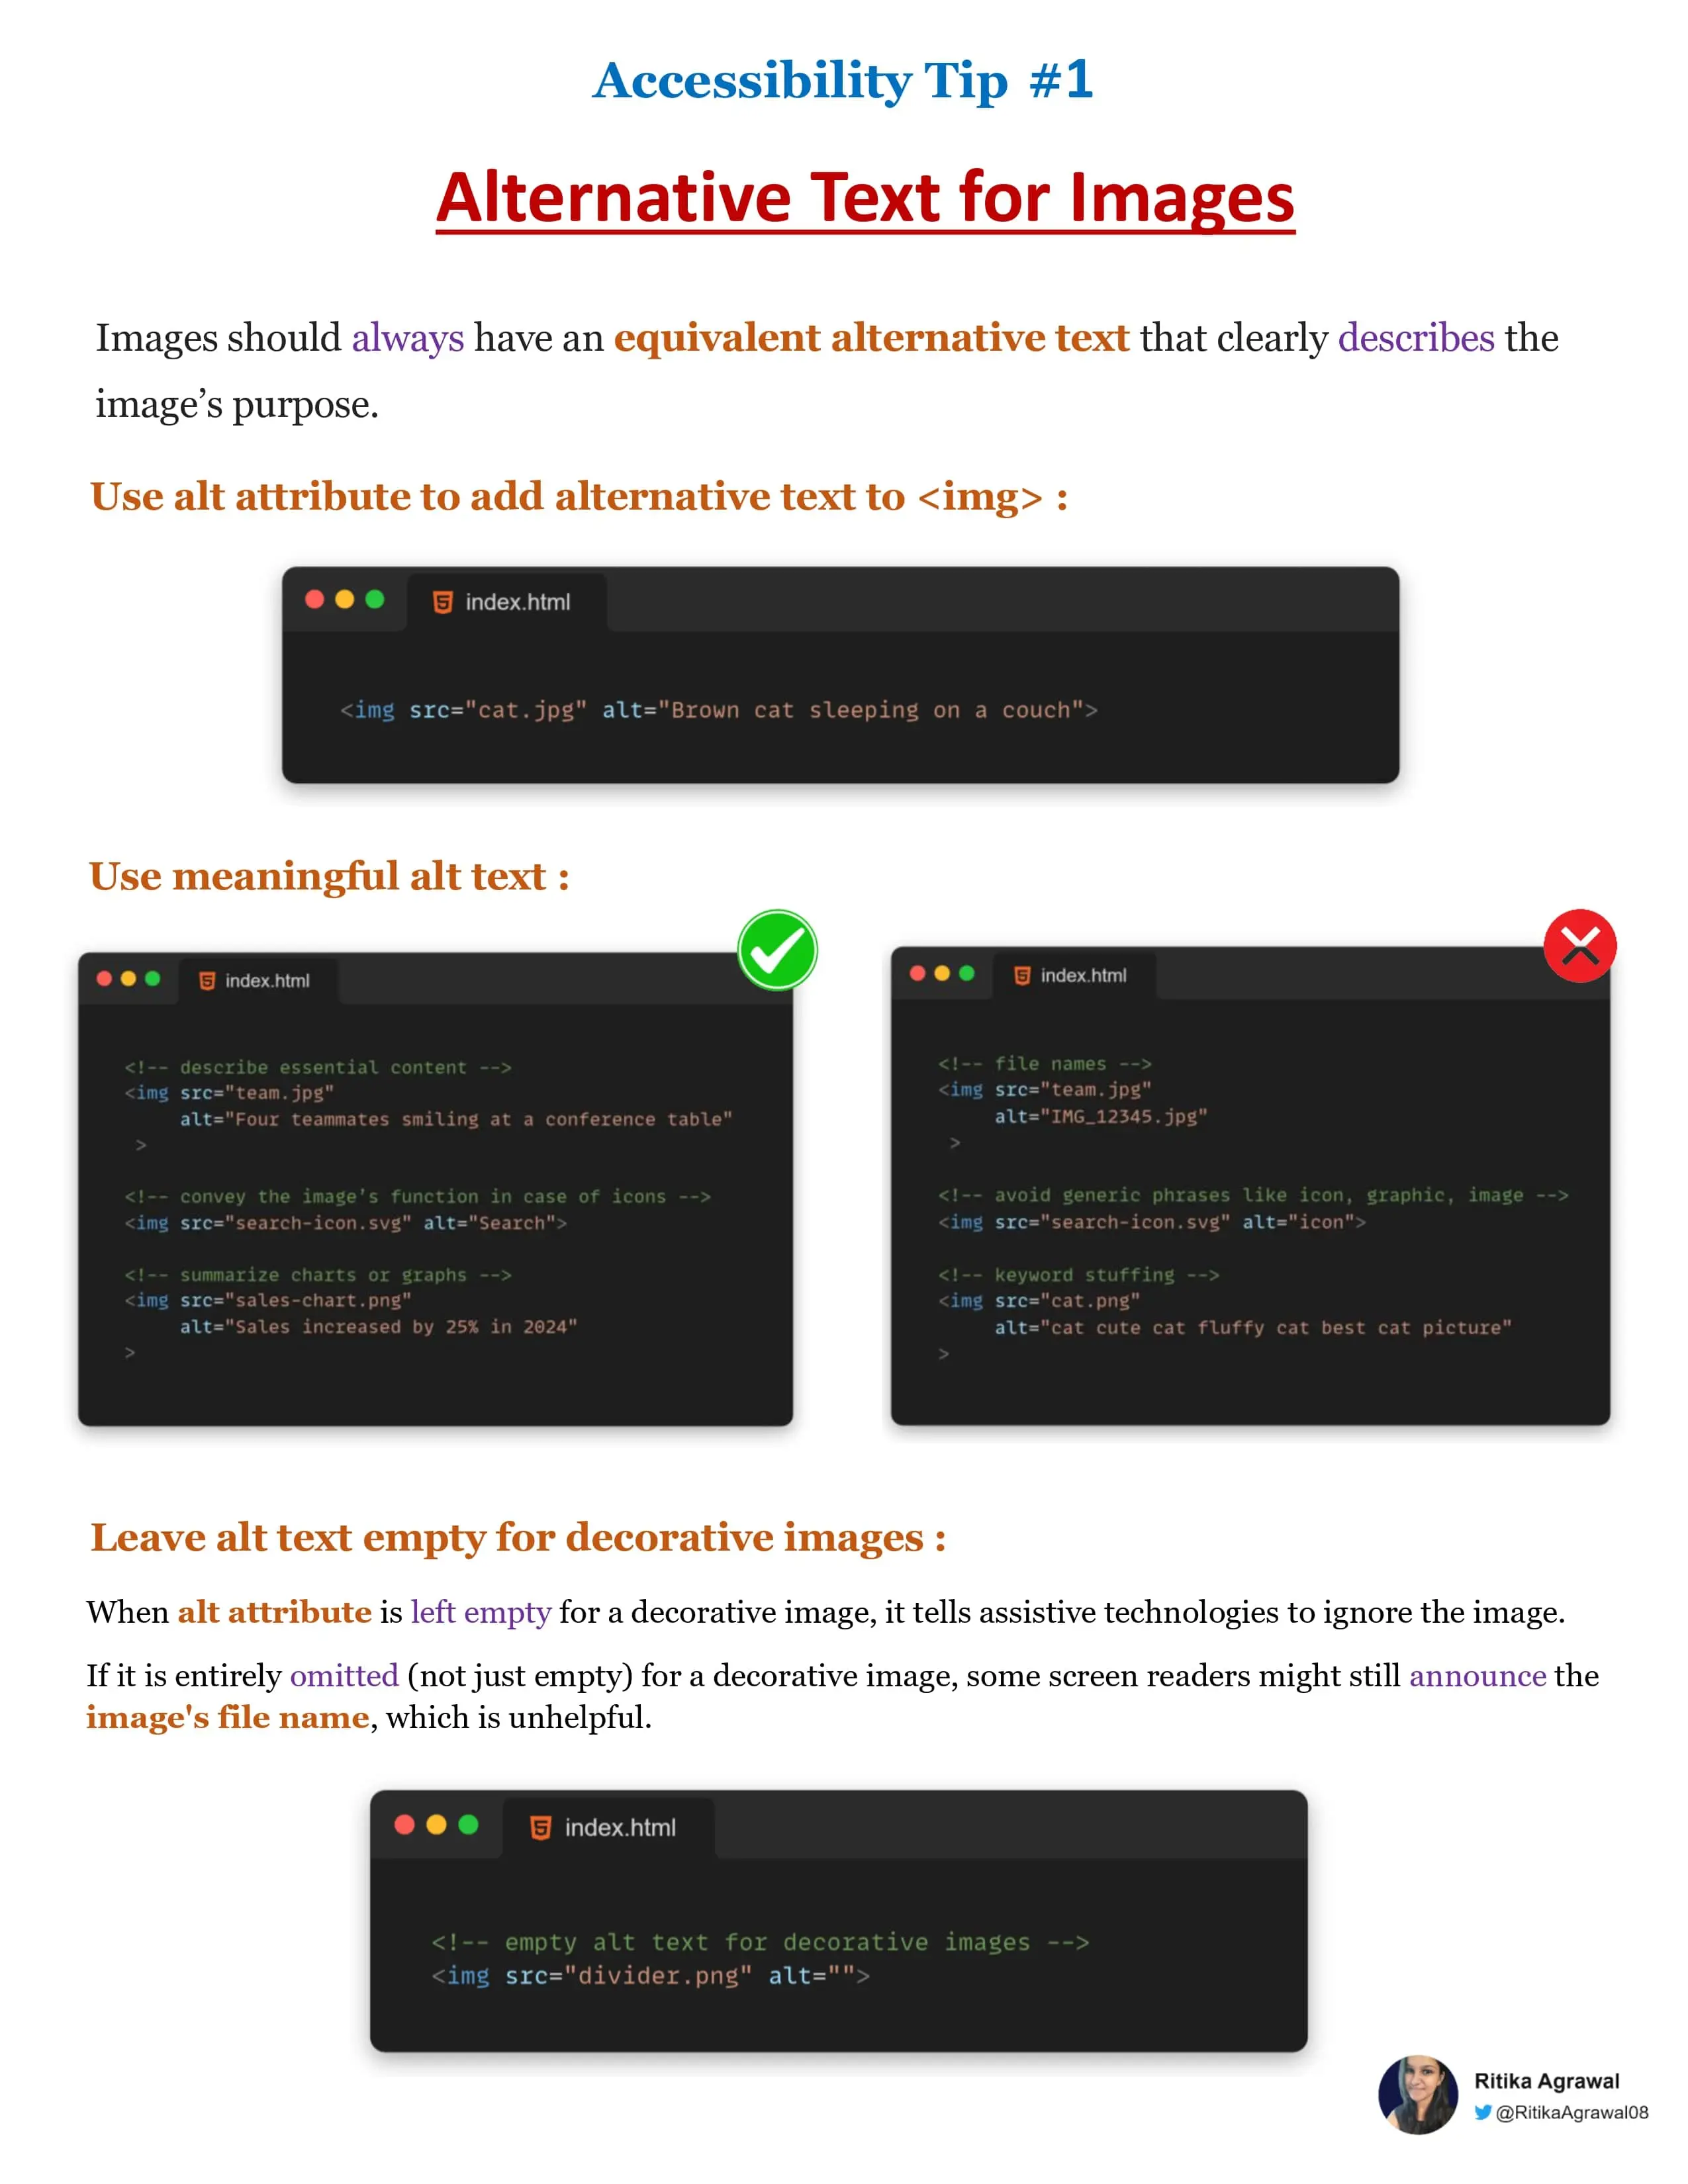 Accessibility Tip #1
Alternative Text for Images
Images should always have an equivalent alternative text that clearly describes the
image’s purpose.
Use alt attribute to add alternative text to <img> :
index.html
<img src="cat.jpg" alt="Brown cat sleeping on a couch">
Use meaningful alt text :
index.html
<!-- describe essential content -->
<img src="team.jpg"
alt="Four teammates smiling at a conference table"
>
<!-- convey the image's function in case of icons -->
<img src="search-icon.svg" alt="Search">
<!-- summarize charts or graphs -->
<img src="sales-chart.png"
alt="Sales increased by 25% in 2024"
>
index.html
<!-- file names -->
<img src="team.jpg"
alt="IMG_12345.jpg"
>
<!-- avoid generic phrases like icon, graphic, image -->
<img src="search-icon.svg" alt="icon">
<!-- keyword stuffing -->
<img src="cat.png"
alt="cat cute cat fluffy cat best cat picture"
>
Leave alt text empty for decorative images :
When alt attribute is left empty for a decorative image, it tells assistive technologies to ignore the image.
If it is entirely omitted (not just empty) for a decorative image, some screen readers might still announce the
image's file name, which is unhelpful.
index.html
<!-- empty alt text for decorative images -->
<img src="divider.png" alt="">
Ritika Agrawal
@RitikaAgrawal08